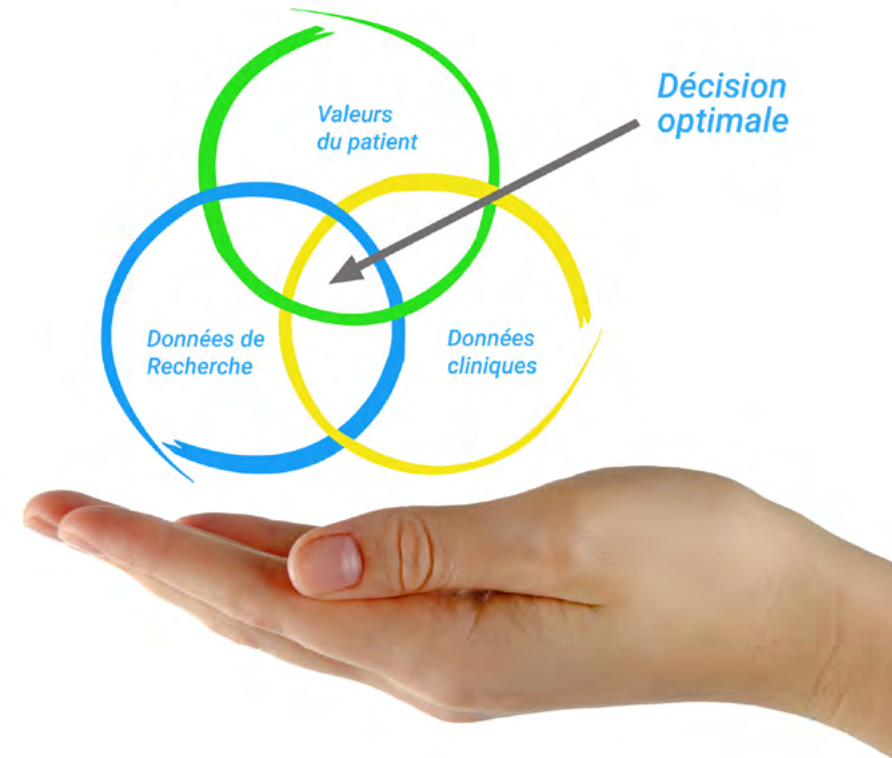 Valeurs
du patient
Décision
optimale
Données de
Recherche
Données
cliniques